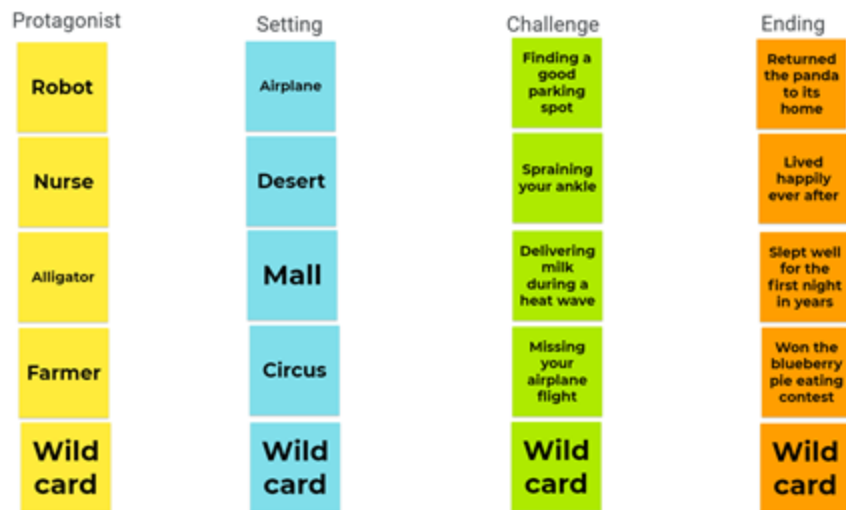 Protagonist
Setting
Challenge
Ending
Robot
Airplane
Finding a
good
parking
spot
Returned
the panda
to its
home
Nurse
Desert
Spraining
your ankle
Lived
happily
ever after
Alligator
Mall
Delivering
milk
during a
heat wave
Slept well
for the
first night
in years
Farmer
Circus
Missing
your
airplane
flight
Won the
blueberry
pie eating
contest
Wild
card
Wild
card
Wild
card
Wild
card